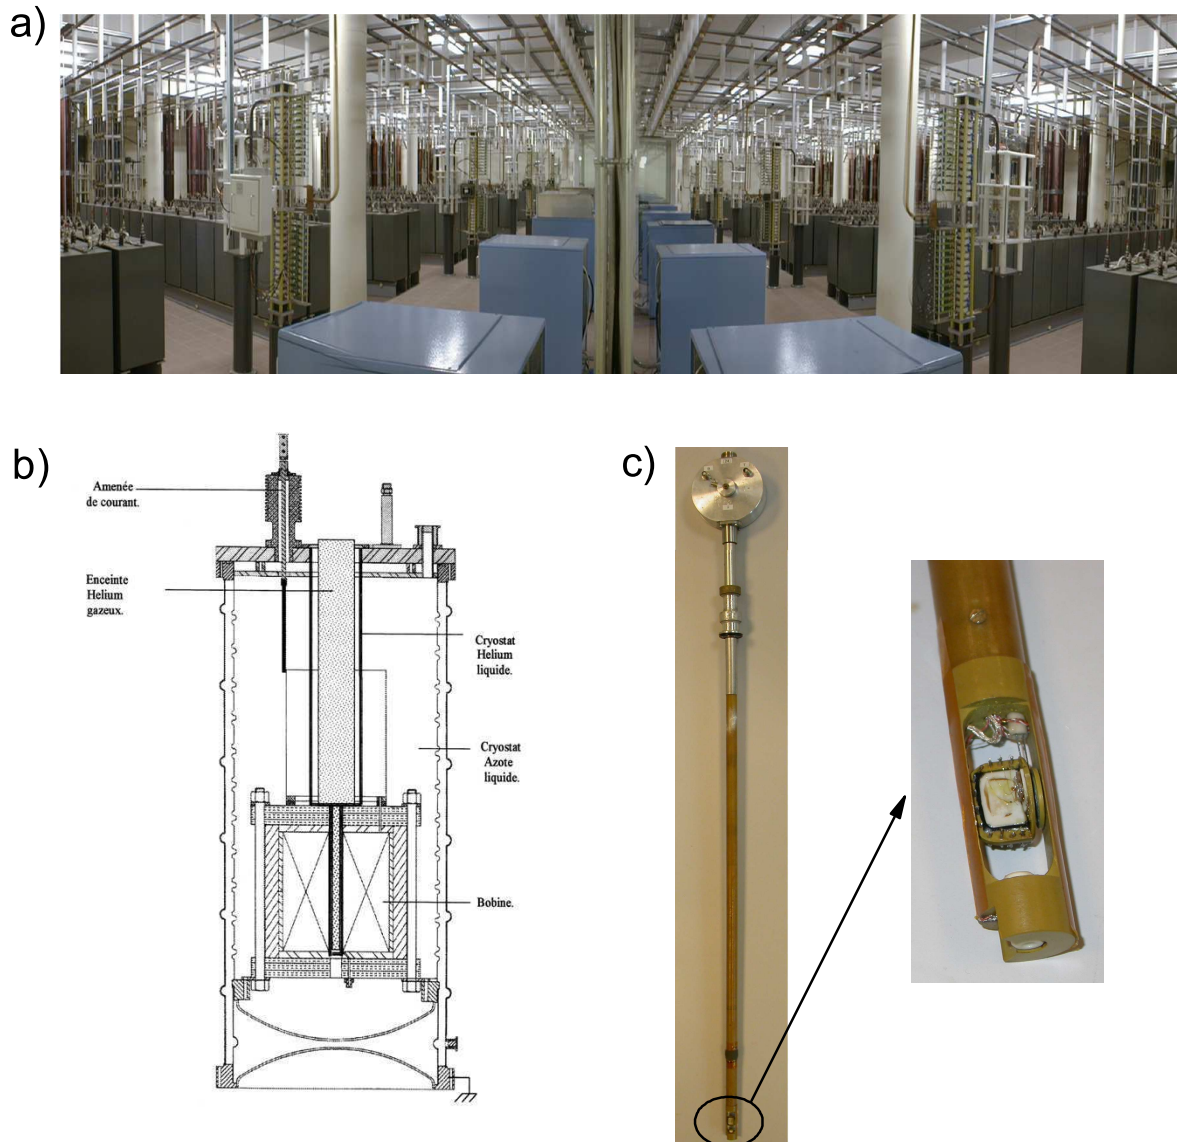 a)
b)
Amenée
de courant.
Enceinte
Helium
gazeux.
Cryostat
Helium
liquide.
Cryostat
Azote
liquide.
Bobine.
c)